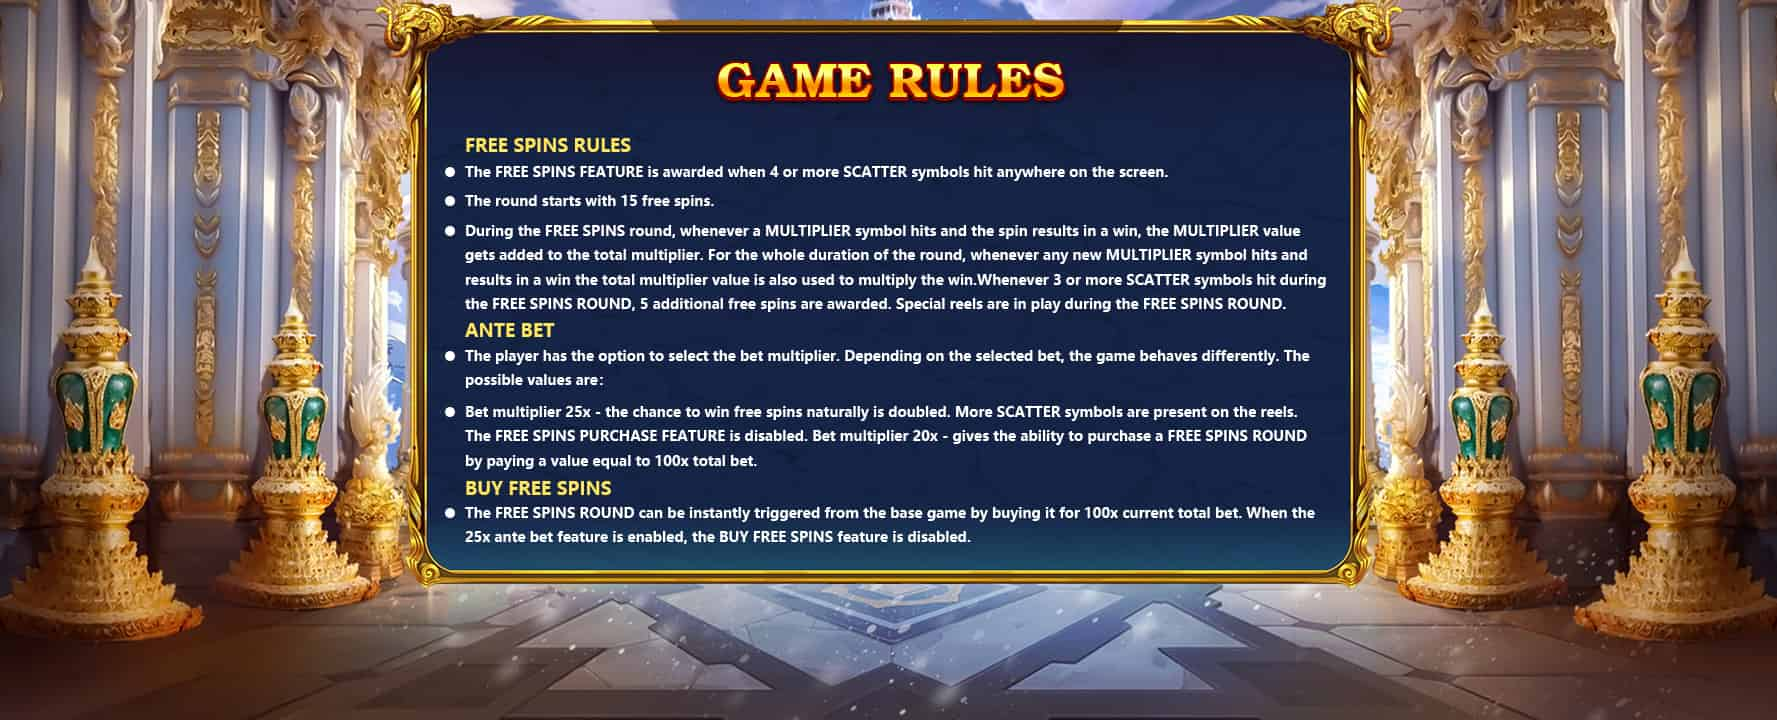 GAME RULES
FREE SPINS RULES
The FREE SPINS FEATURE is awarded when 4 or more SCATTER symbols hit anywhere on the screen.
The round starts with 15 free spins.
During the FREE SPINS round, whenever a MULTIPLIER symbol hits and the spin results in a win, the MULTIPLIER value
gets added to the total multiplier. For the whole duration of the round, whenever any new MULTIPLIER symbol hits and
results in a win the total multiplier value is also used to multiply the win.Whenever 3 or more SCATTER symbols hit during
the FREE SPINS ROUND, 5 additional free spins are awarded. Special reels are in play during the FREE SPINS ROUND.
ANTE BET
The player has the option to select the bet multiplier. Depending on the selected bet, the game behaves differently. The
possible values are:
Bet multiplier 25x - the chance to win free spins naturally is doubled. More SCATTER symbols are present on the reels.
The FREE SPINS PURCHASE FEATURE is disabled. Bet multiplier 20x - gives the ability to purchase a FREE SPINS ROUND
by paying a value equal to 100x total bet.
BUY FREE SPINS
The FREE SPINS ROUND can be instantly triggered from the base game by buying it for 100x current total bet. When the
25x ante bet feature is enabled, the BUY FREE SPINS feature is disabled.